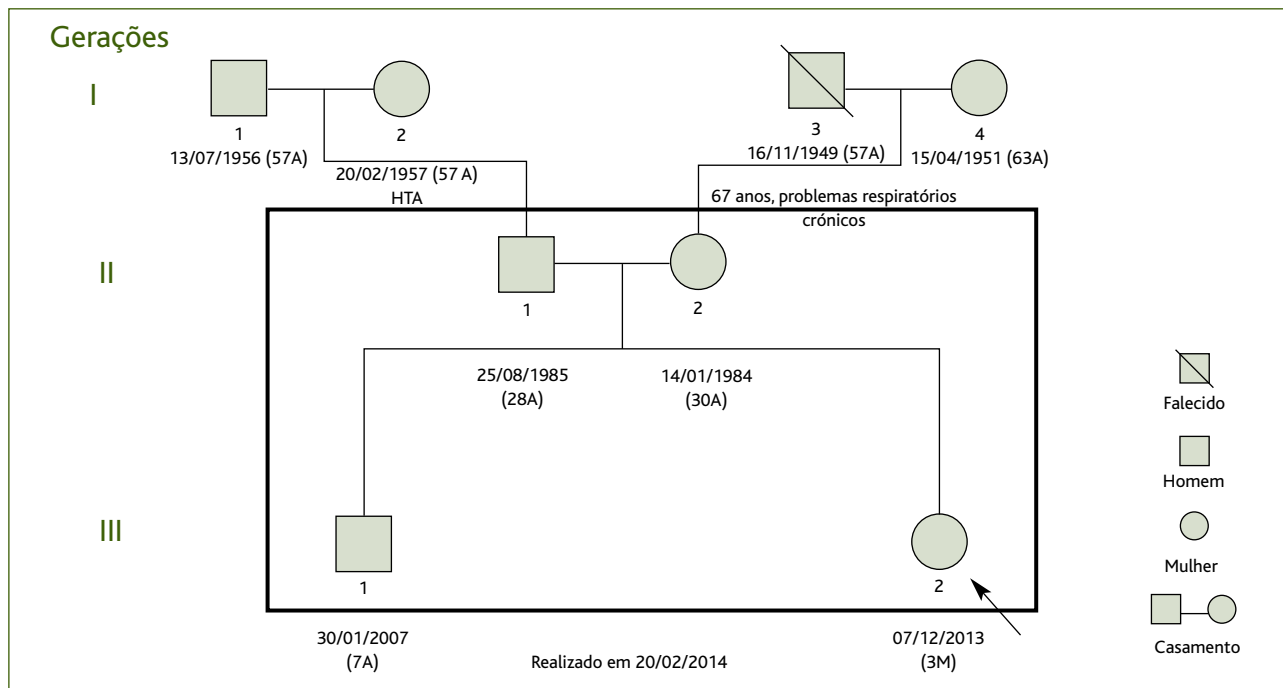 Gerações
I
1
13/07/1956 (57A)
2
20/02/1957 (57 A)
HTA
3
16/11/1949 (57A)
67 anos, problemas respiratórios
crónicos
4
15/04/1951 (63A)
II
1
25/08/1985
(28A)
2
14/01/1984
(30A)
III
1
30/01/2007
(7A)
2
07/12/2013
(3M)
Realizado em 20/02/2014
Falecido
Homem
Mulher
Casamento